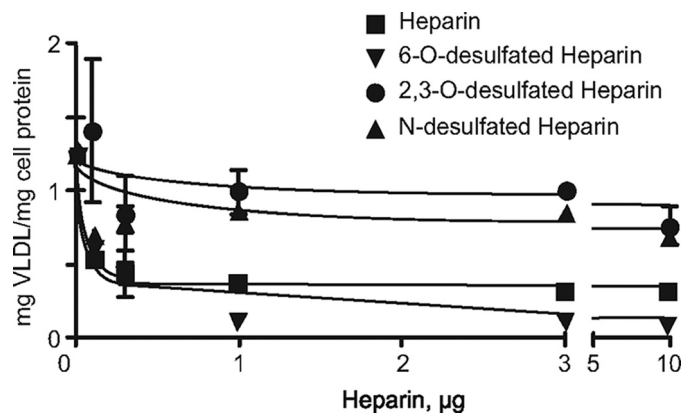 Heparin
6-O-desulfated Heparin
2,3-O-desulfated Heparin
N-desulfated Heparin
mg VLDL/mg cell protein
2
1
0
0 1 2 3 5 10
Heparin, µg